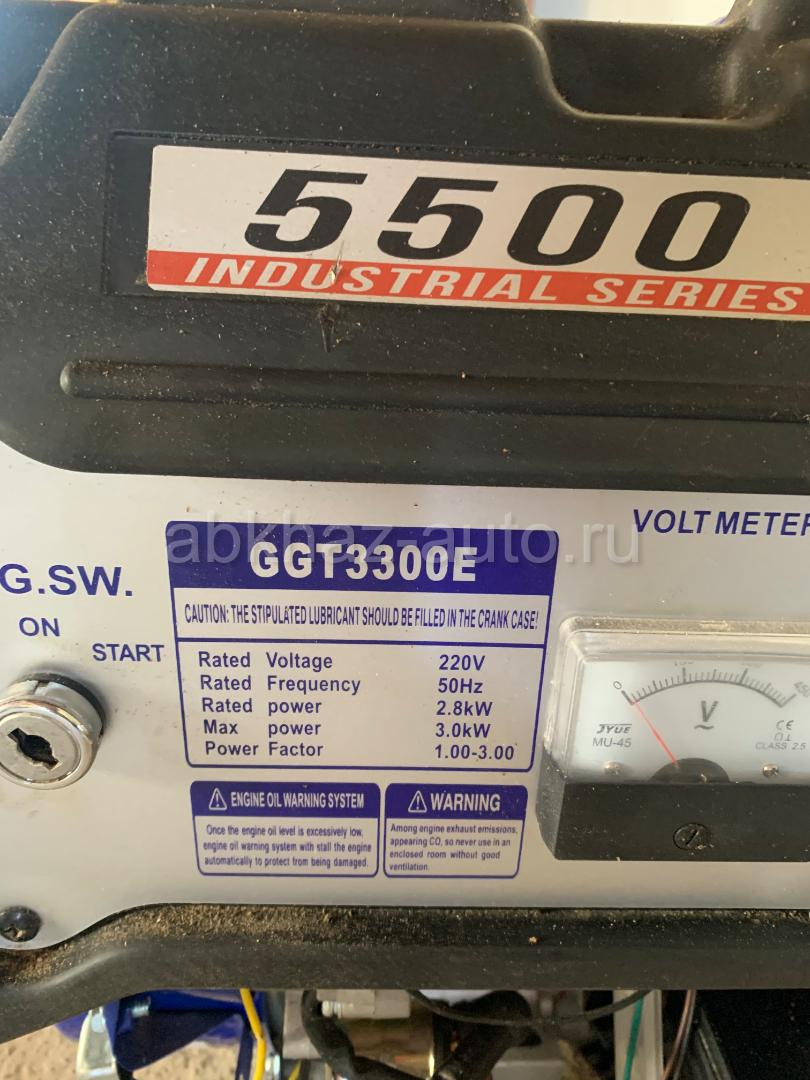 5500
INDUSTRIAL SERIES
VOLT METER
abkhaz-auto.ru
GGT3300E
G.SW.
CAUTION: THE STIPULATED LUBRICANT SHOULD BE FILLED IN THE CRANK CASE!
ON
START
Rated Voltage 220V
Rated Frequency 50Hz
Rated power 2.8kW
Max power 3.0kW
Power Factor 1.00-3.00
0
V
JYUE
MU-45
CE
CLASS 2.5
ENGINE OIL WARNING SYSTEM
Once the engine oil level is excessively low,
engine oil warning system with stall the engine
automatically to protect from being damaged.
WARNING
Among engine exhaust emissions,
appearing CO, so never use in an
enclosed room without good
ventilation.